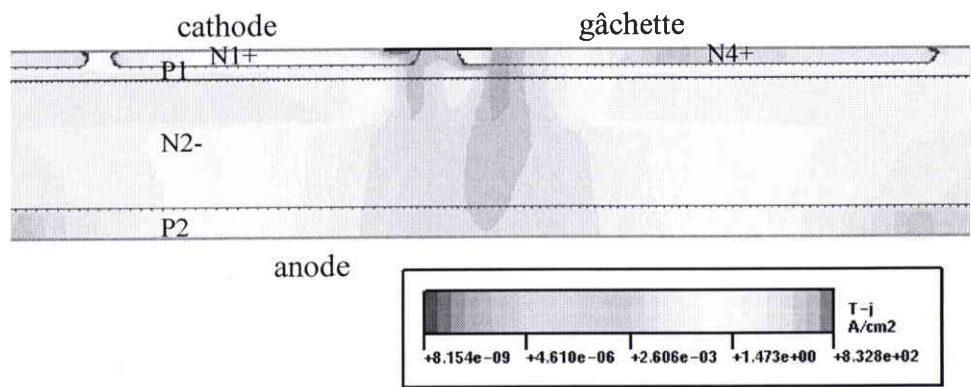 cathode gâchette
N1+ N4+
P1
N2-
P2
anode
T-j
A/cm2
+8.154e-09 +4.610e-06 +2.606e-03 +1.473e+00 +8.328e+02